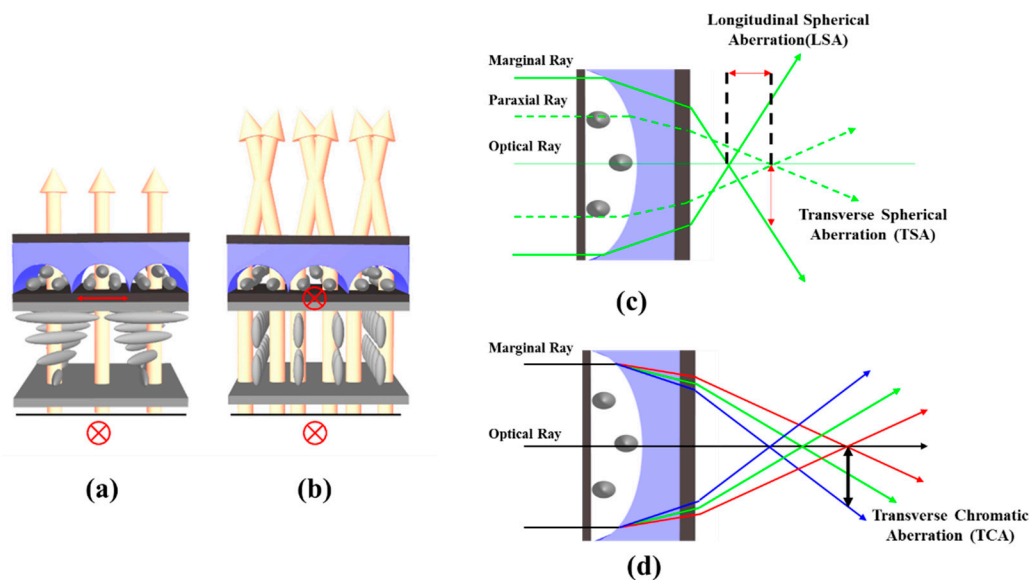 Longitudinal Spherical
Aberration(LSA)
Marginal Ray
Paraxial Ray
Optical Ray
Transverse Spherical
Aberration (TSA)
(c)
Marginal Ray
Optical Ray
Transverse Chromatic
Aberration (TCA)
(a)
(b)
(d)